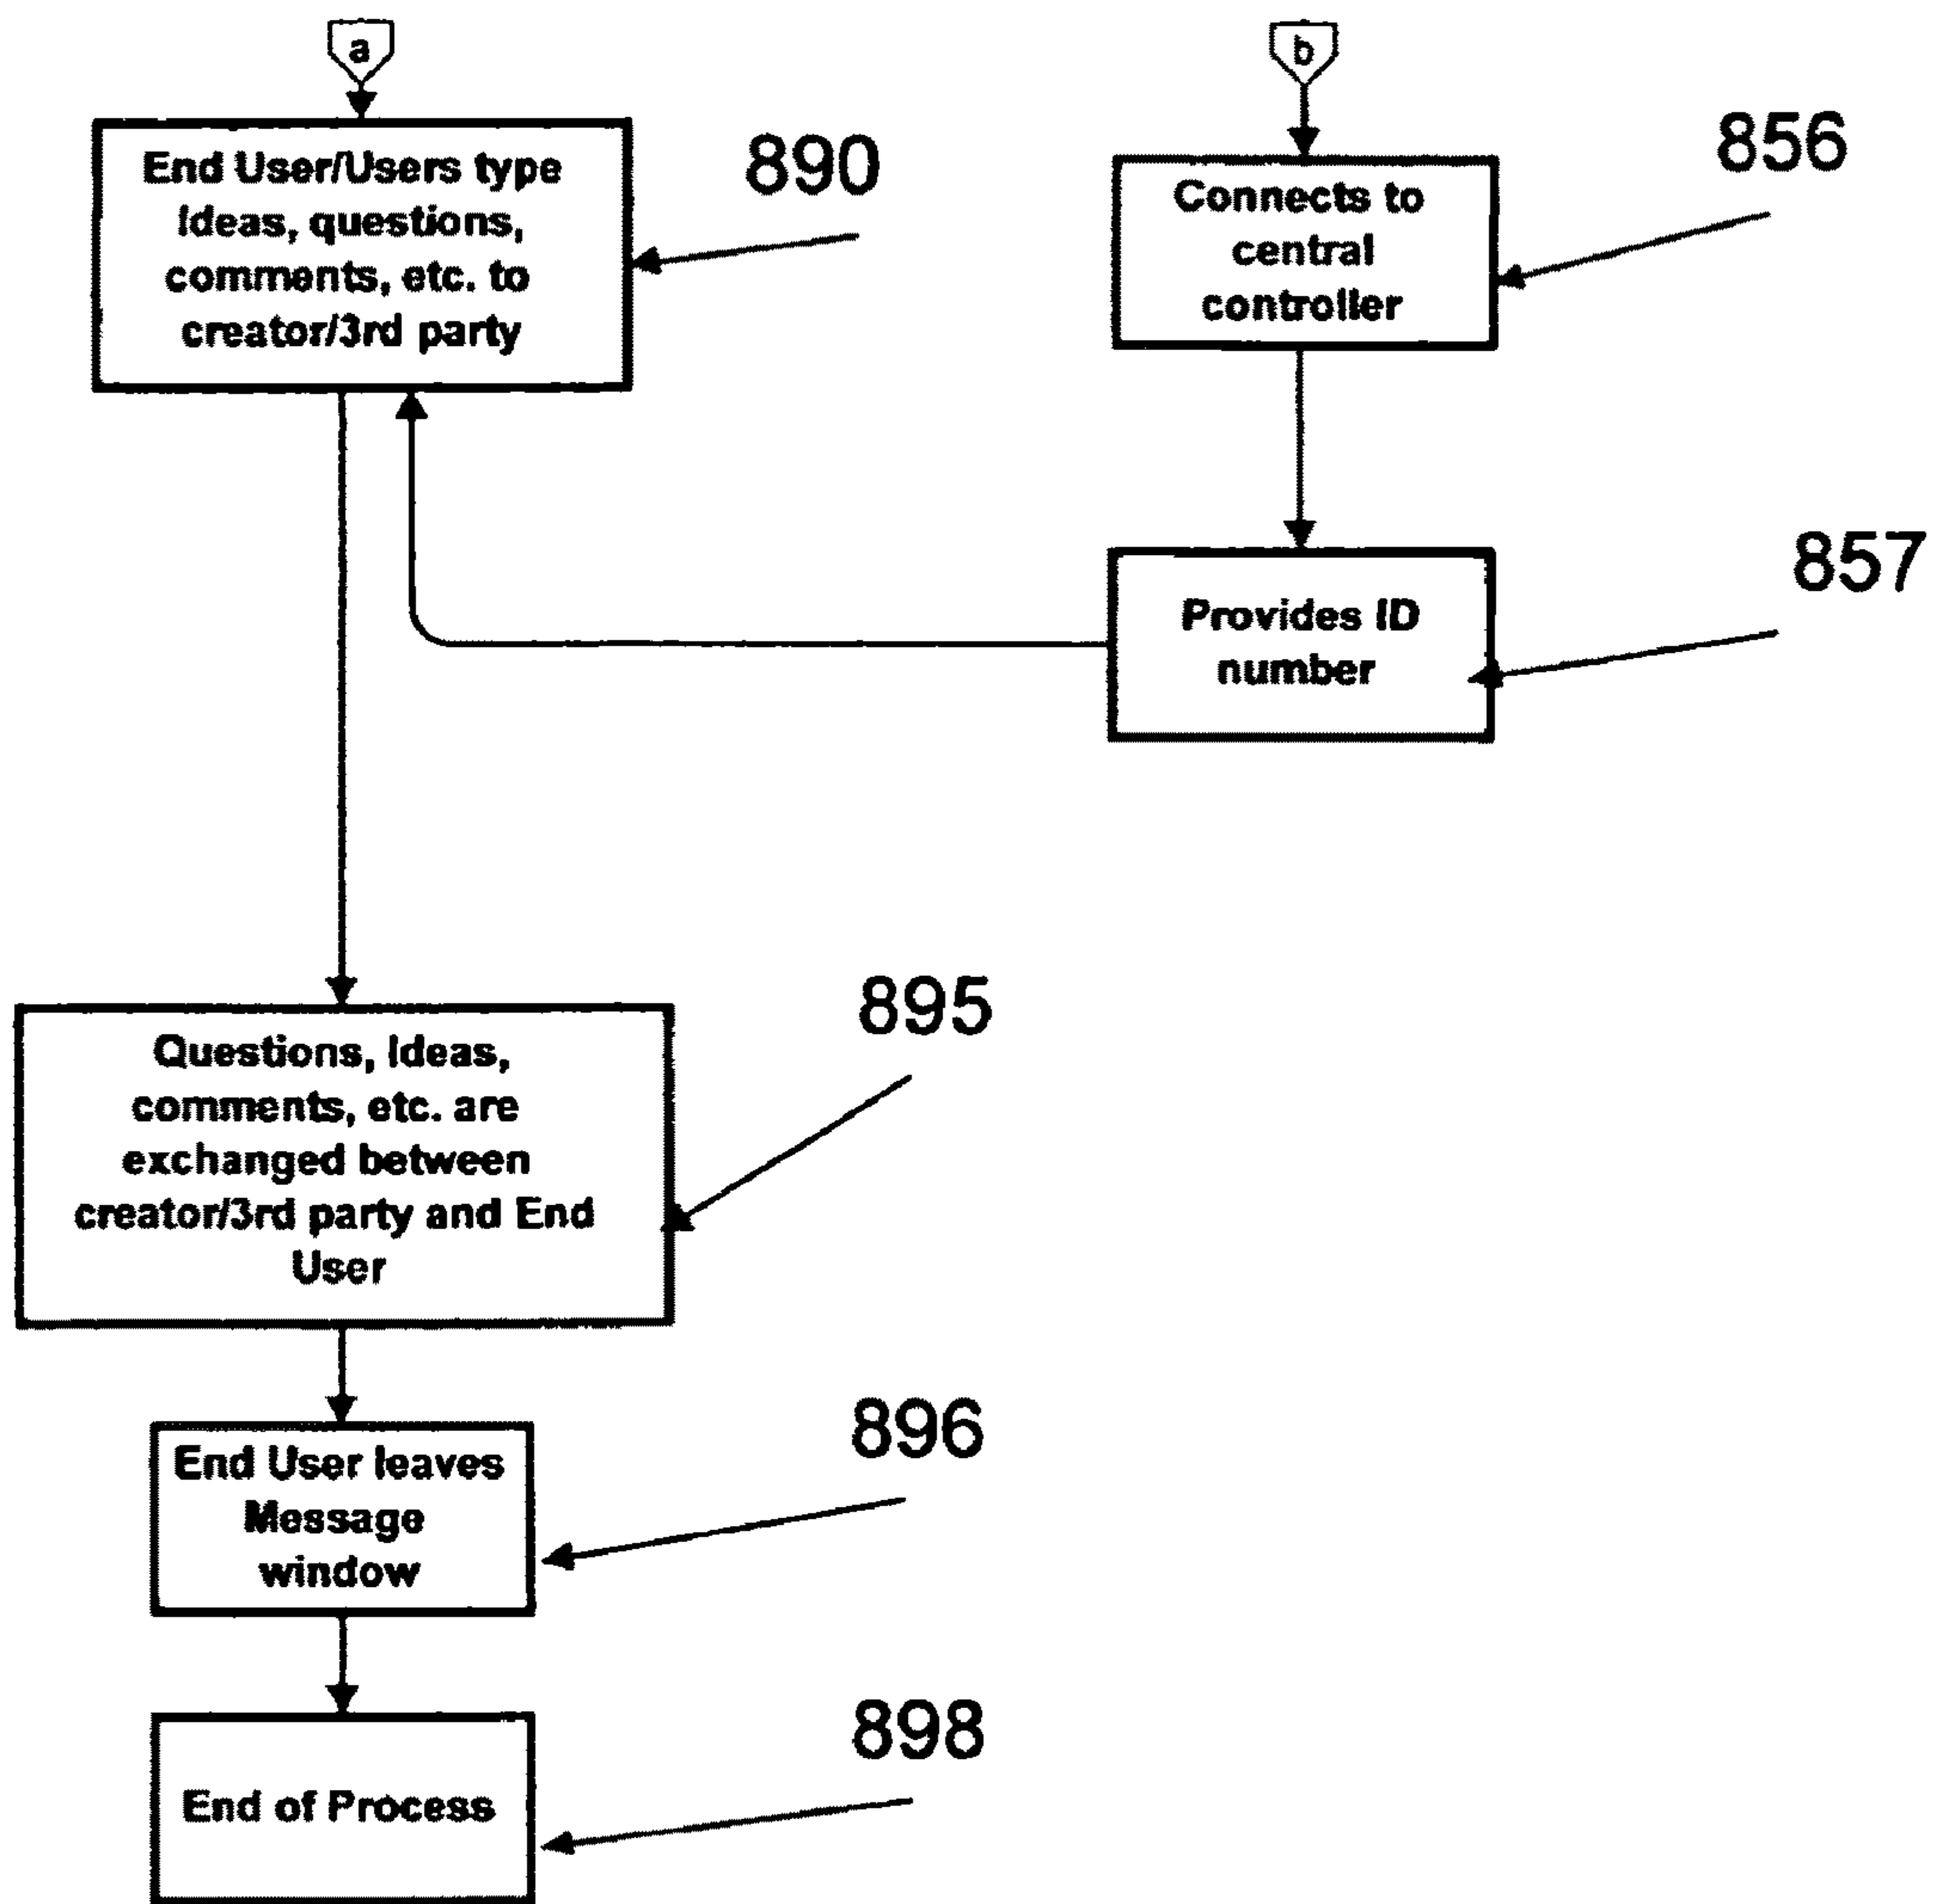 a
End User/Users type
Ideas, questions,
comments, etc. to
creator/3rd party
890
b
Connects to
central
controller
856
Provides ID
number
857
Questions, Ideas,
comments, etc. are
exchanged between
creator/3rd party and End
User
895
End User leaves
Message
window
896
End of Process
898